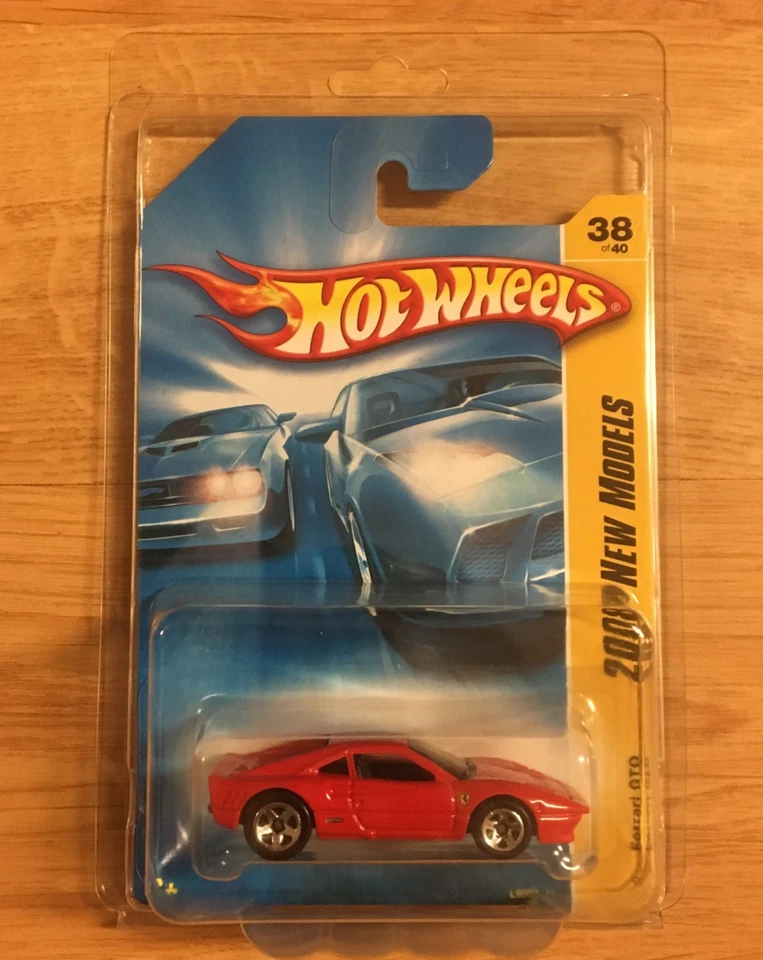 38
of 40
HOT WHEELS®
2008 NEW MODELS
Ferrari GTO